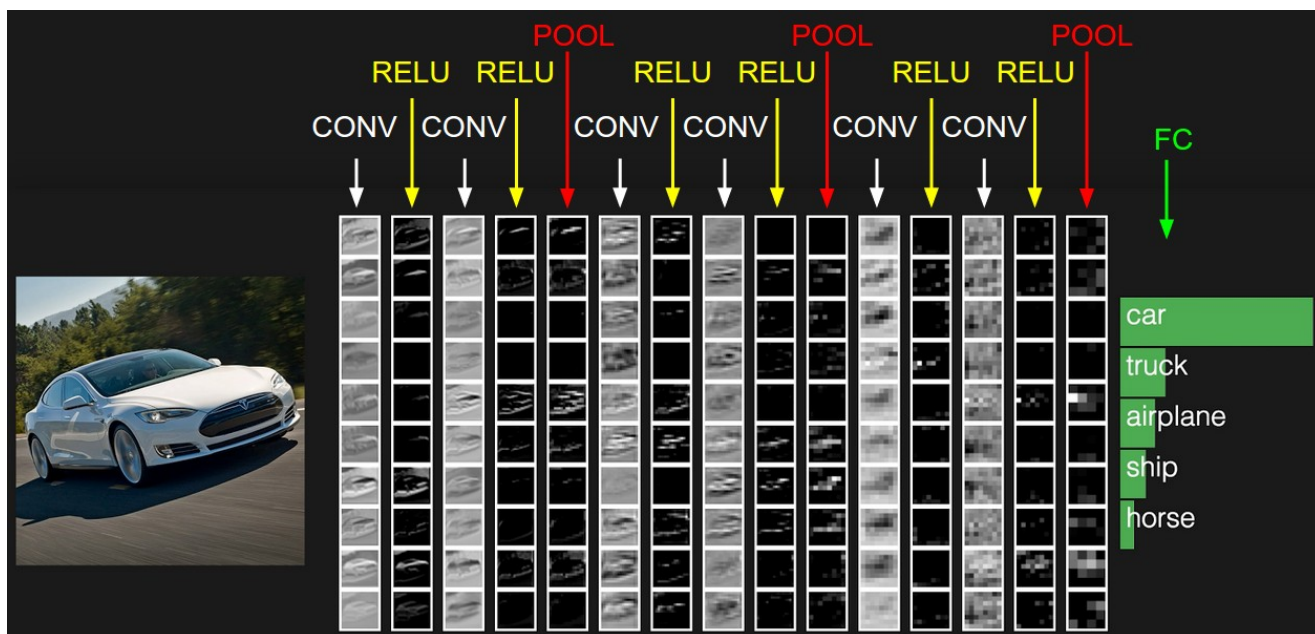 POOL POOL POOL
RELU RELU RELU RELU RELU RELU
CONV CONV CONV CONV CONV CONV
FC
car
truck
airplane
ship
horse